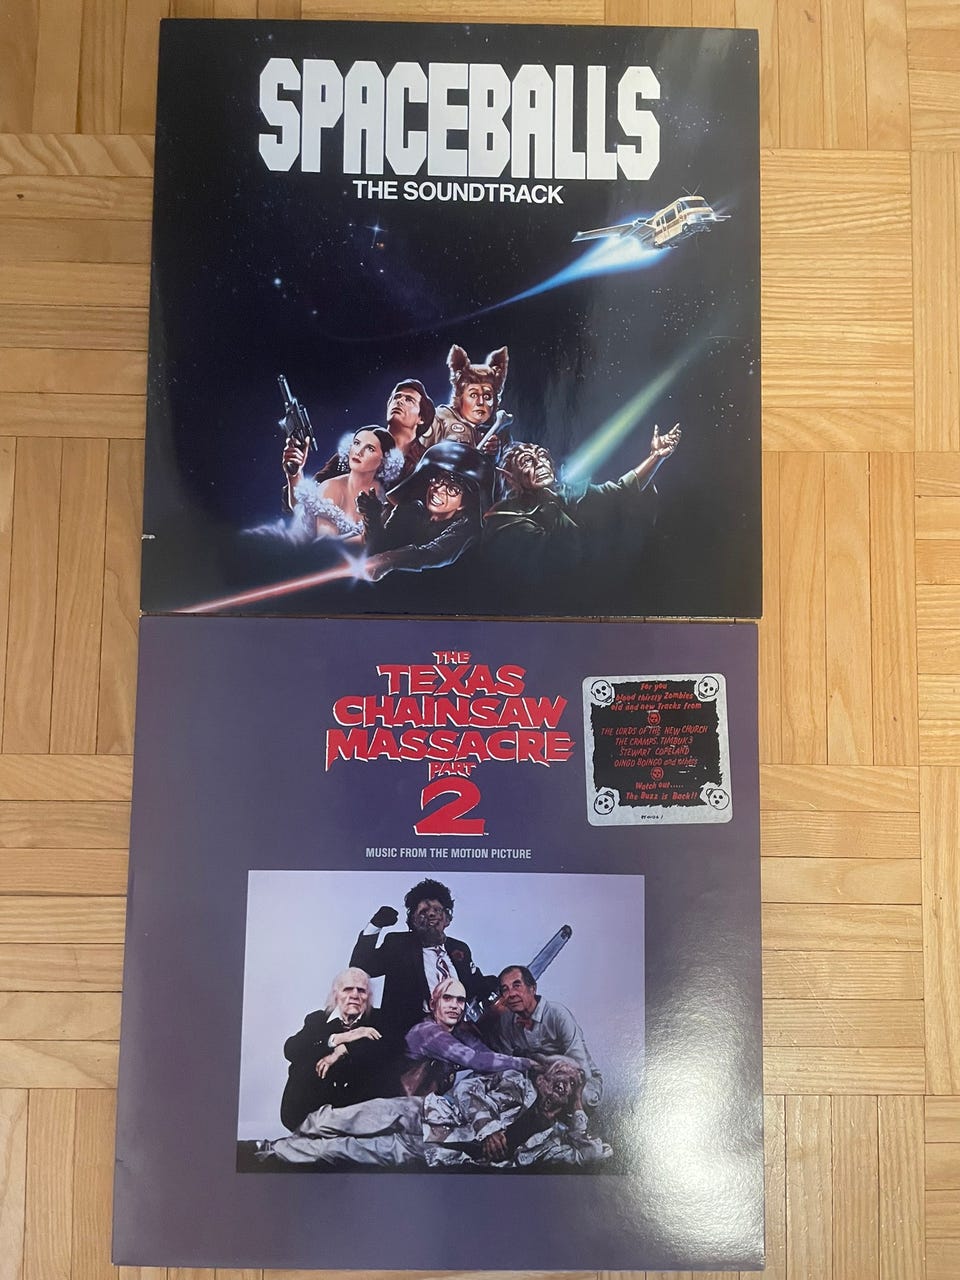 SPACEBALLS
THE SOUNDTRACK
THE
TEXAS
CHAINSAW
MASSACRE
PART
2
MUSIC FROM THE MOTION PICTURE
For you
blood thirsty Zombies
old and new Tracks from
THE LORDS OF THE NEW CHURCH
THE CRAMPS. TIMBUK 3
STEWART COPELAND
OINGO BOINGO and others
Watch out.....
The Buzz is Back!!